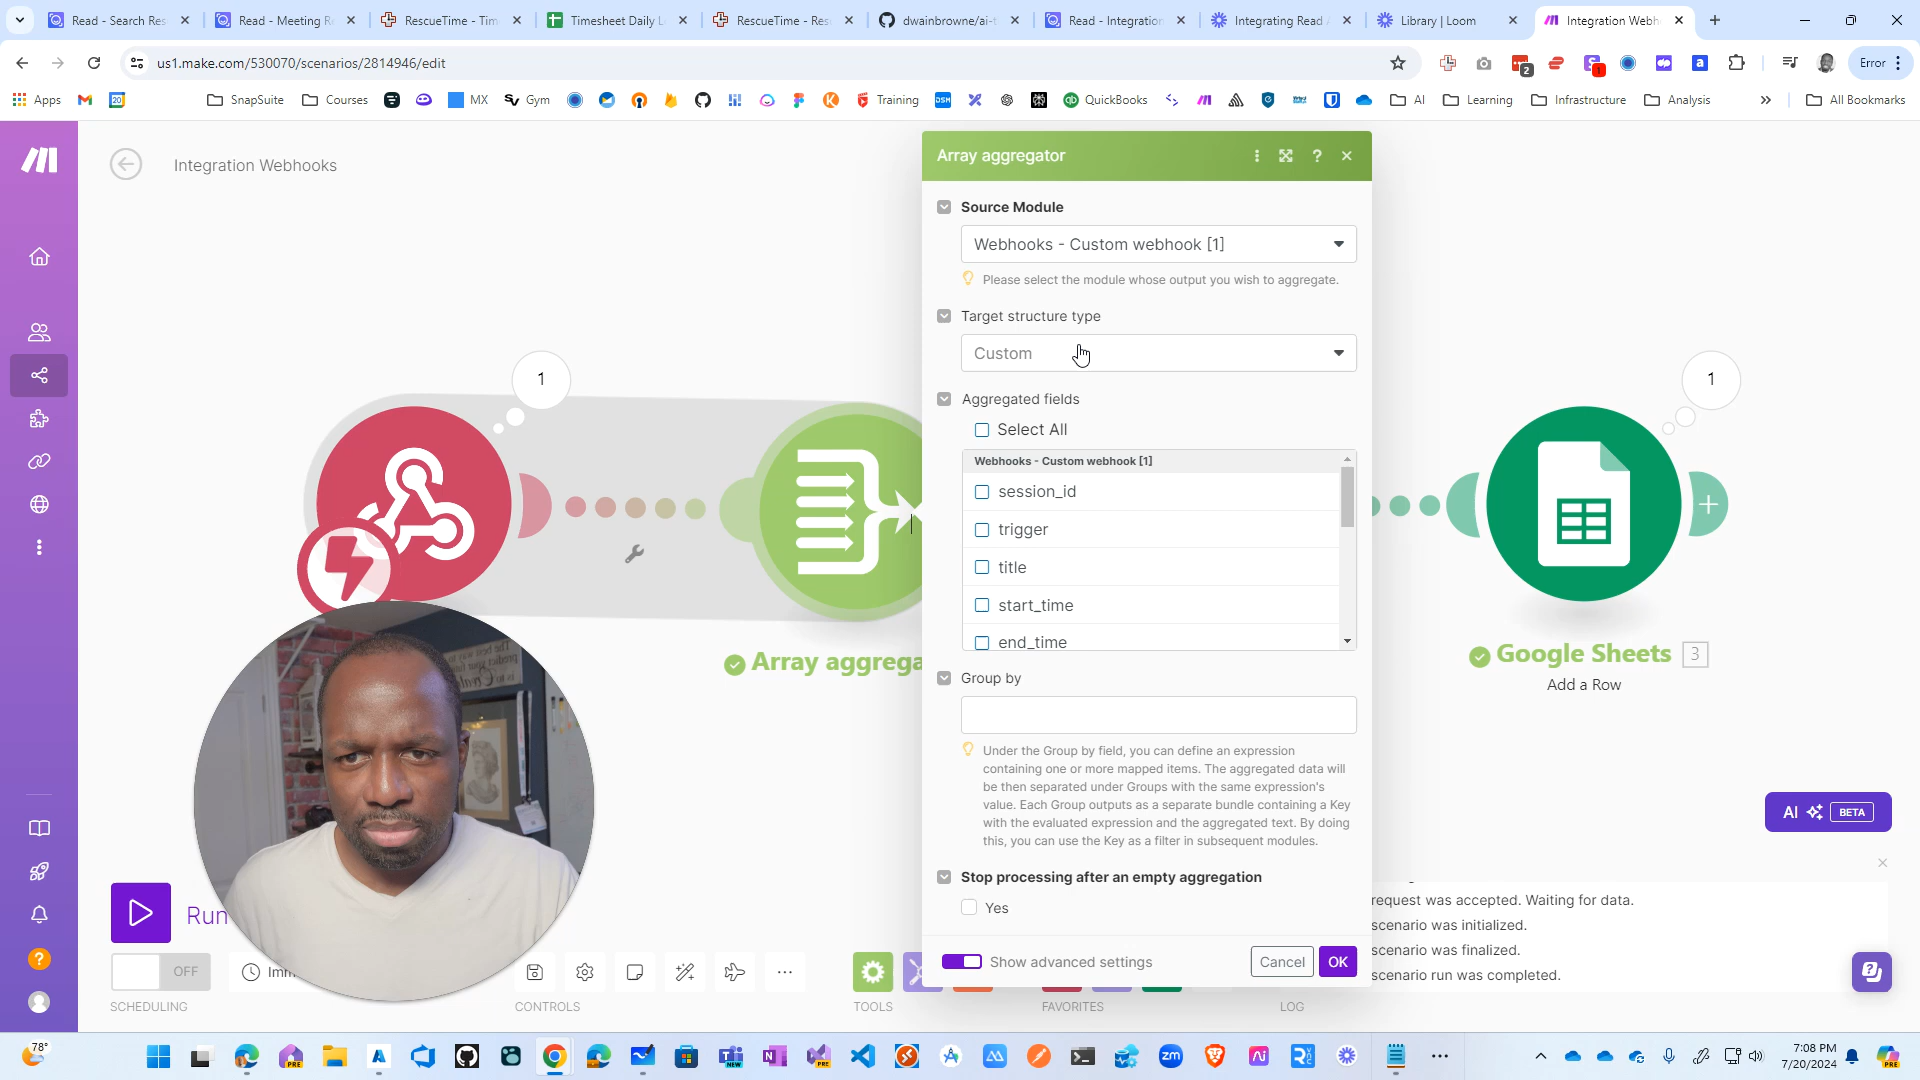 Read - Search Res
Read - Meeting R
RescueTime - Tim
Timesheet Daily L
RescueTime - Res
dwainbrowne/ai-t
Read - Integration
Integrating Read A
Library | Loom
Integration Webh
us1.make.com/530070/scenarios/2814946/edit
2
1
Error
Apps
SnapSuite
Courses
MX
Gym
Training
QuickBooks
AI
Learning
Infrastructure
Analysis
All Bookmarks
Integration Webhooks
Array aggregator
Source Module
Webhooks - Custom webhook [1]
Please select the module whose output you wish to aggregate.
Target structure type
Custom
Aggregated fields
Select All
Webhooks - Custom webhook [1]
session_id
trigger
title
start_time
end_time
Group by
Under the Group by field, you can define an expression
containing one or more mapped items. The aggregated data will
be then separated under Groups with the same expression's
value. Each Group outputs as a separate bundle containing a Key
with the evaluated expression and the aggregated text. By doing
this, you can use the Key as a filter in subsequent modules.
Stop processing after an empty aggregation
Yes
Show advanced settings
Cancel
OK
1
Array aggrega
1
Google Sheets 3
Add a Row
AI BETA
request was accepted. Waiting for data.
scenario was initialized.
scenario was finalized.
scenario run was completed.
Run
OFF
Imm
SCHEDULING
CONTROLS
TOOLS
FAVORITES
LOG
78°
7:08 PM
7/20/2024